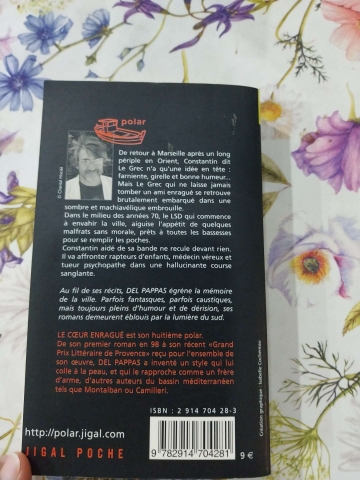 polar
© Daniel Mielal
De retour à Marseille après un long
périple en Orient, Constantin dit
Le Grec n'a qu'une idée en tête :
farniente, girelle et bonne humeur...
Mais Le Grec qui ne laisse jamais
tomber un ami enragué se retrouve
brutalement embarqué dans une
sombre et machiavélique embrouille.
Dans le milieu des années 70, le LSD qui commence
à envahir la ville, aiguise l'appétit de quelques
malfrats sans morale, prêts à toutes les bassesses
pour se remplir les poches.
Constantin aidé de sa bande ne recule devant rien.
Il va affronter rapteurs d'enfants, médecin véreux et
tueur psychopathe dans une hallucinante course
sanglante.
Au fil de ses récits, DEL PAPPAS égrène la mémoire
de la ville. Parfois fantasques, parfois caustiques,
mais toujours pleins d'humour et de dérision, ses
romans demeurent éblouis par la lumière du sud.
LE CŒUR ENRAGUÉ est son huitième polar.
De son premier roman en 98 à son récent «Grand
Prix Littéraire de Provence» reçu pour l'ensemble de
son œuvre, DEL PAPPAS a inventé un style qui lui
colle à la peau, et qui le rapproche comme un frère
d'arme, d'autres auteurs du bassin méditerranéen
tels que Montalbán ou Camilleri.
Création graphique : Isabelle
ISBN : 2 914 704 28-3
9 782914 704281
9 €
http://polar.jigal.com
JIGAL POCHE